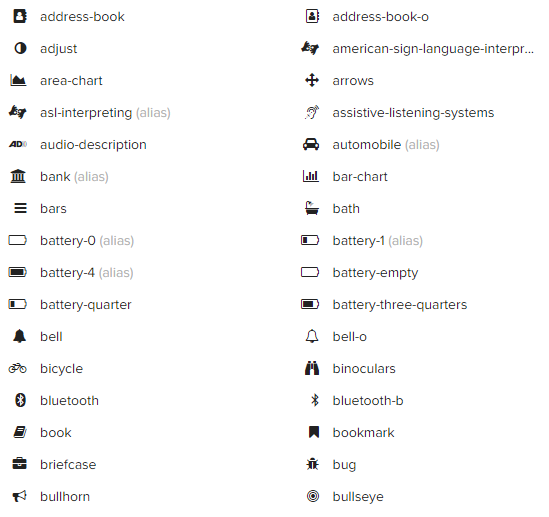 address-book address-book-o
adjust american-sign-language-interpr...
area-chart arrows
asl-interpreting (alias) assistive-listening-systems
audio-description automobile (alias)
bank (alias) bar-chart
bars bath
battery-0 (alias) battery-1 (alias)
battery-4 (alias) battery-empty
battery-quarter battery-three-quarters
bell bell-o
bicycle binoculars
bluetooth bluetooth-b
book bookmark
briefcase bug
bullhorn bullseye